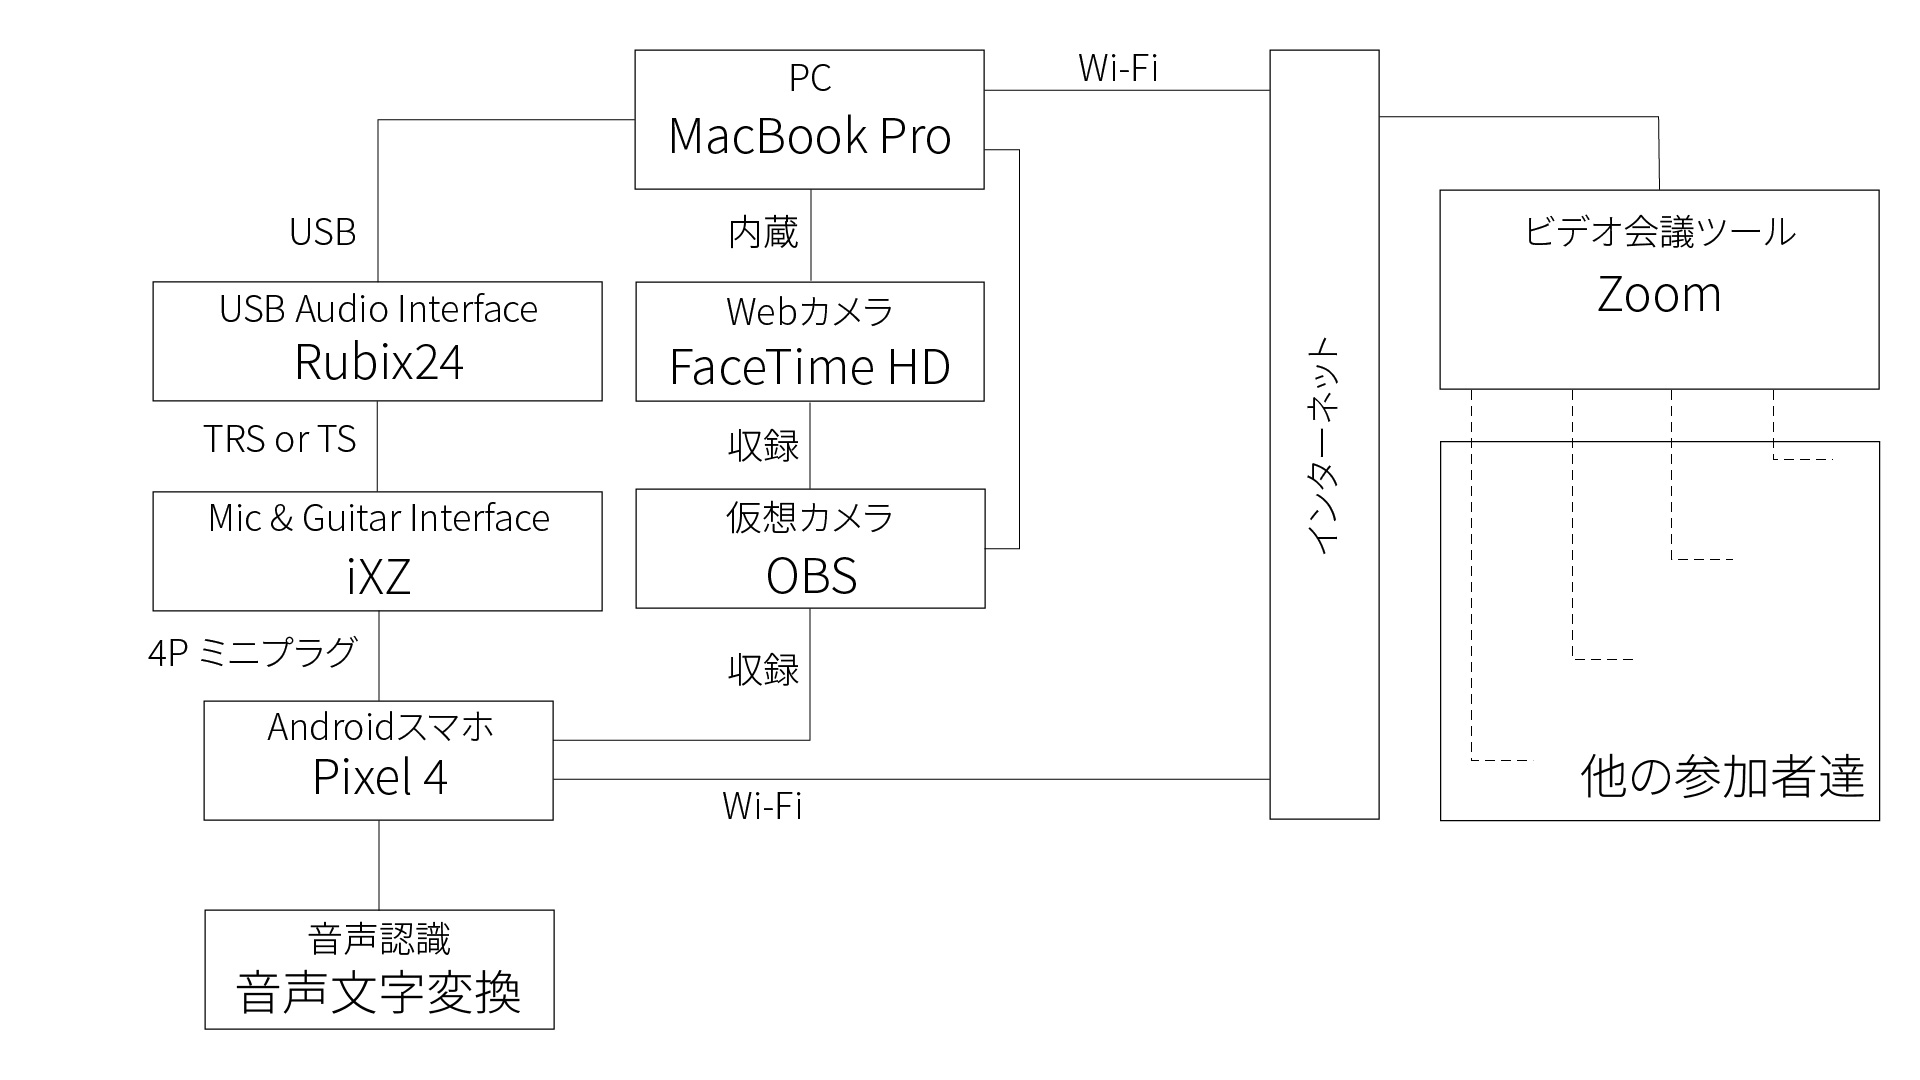 PC
MacBook Pro
Wi-Fi
USB
内蔵
USB Audio Interface
Rubix24
Webカメラ
FaceTime HD
TRS or TS
収録
Mic & Guitar Interface
iXZ
仮想カメラ
OBS
4P ミニプラグ
収録
Androidスマホ
Pixel 4
Wi-Fi
音声認識
音声文字変換
インターネット
ビデオ会議ツール
Zoom
他の参加者達